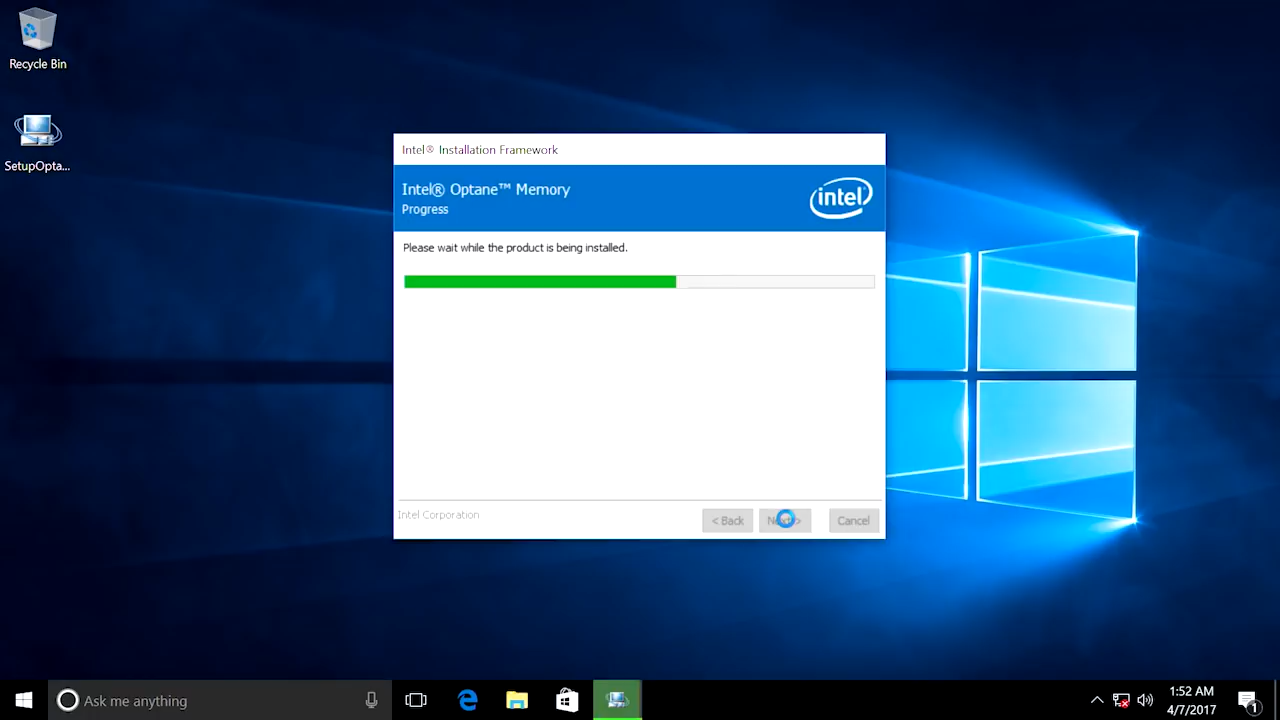 Recycle Bin
SetupOpta...
Intel® Installation Framework
Intel® Optane™ Memory
Progress
intel
Please wait while the product is being installed.
Intel Corporation
< Back
Cancel
Ask me anything
1:52 AM
4/7/2017
1